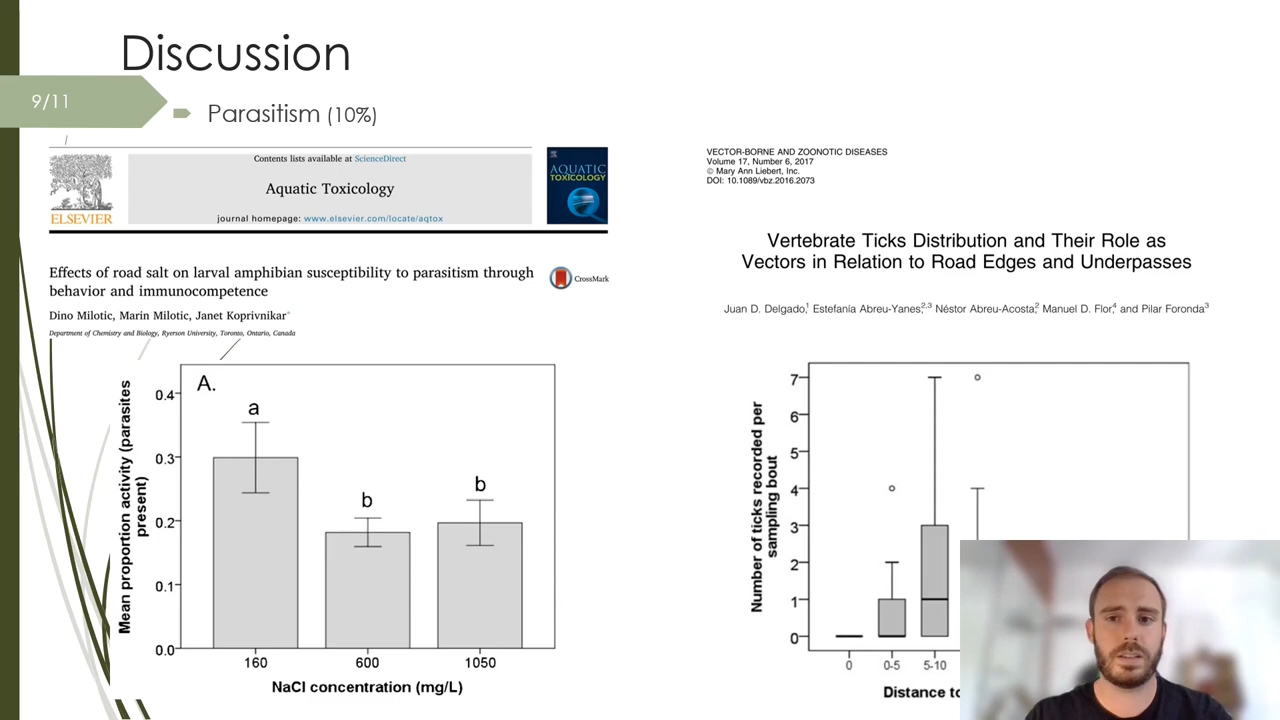 Discussion
9/11
Parasitism (10%)
Contents lists available at ScienceDirect
Aquatic Toxicology
journal homepage: www.elsevier.com/locate/aqtox
ELSEVIER
AQUATIC
TOXICOLOGY
Effects of road salt on larval amphibian susceptibility to parasitism through
behavior and immunocompetence
CrossMark
Dino Milotic, Marin Milotic, Janet Koprivnikar*
Department of Chemistry and Biology, Ryerson University, Toronto, Ontario, Canada
A.
Mean proportion activity (parasites
present)
0.4
0.3
0.2
0.1
0.0
a
b
b
160
600
1050
NaCl concentration (mg/L)
VECTOR-BORNE AND ZOONOTIC DISEASES
Volume 17, Number 6, 2017
© Mary Ann Liebert, Inc.
DOI: 10.1089/vbz.2016.2073
Vertebrate Ticks Distribution and Their Role as
Vectors in Relation to Road Edges and Underpasses
Juan D. Delgado,1 Estefanía Abreu-Yanes,2,3 Néstor Abreu-Acosta,2 Manuel D. Flor,4 and Pilar Foronda3
Number of ticks recorded per
sampling bout
7
6
5
4
3
2
1
0
0
0-5
5-10
Distance to